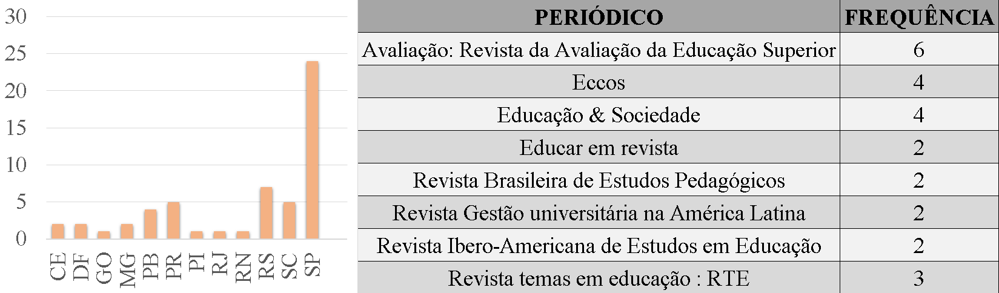 30
25
20
15
10
5
0
CE DF GO MG PB PR PI RJ RN RS SC SP
PERIÓDICO FREQUÊNCIA
Avaliação: Revista da Avaliação da Educação Superior 6
Eccos 4
Educação & Sociedade 4
Educar em revista 2
Revista Brasileira de Estudos Pedagógicos 2
Revista Gestão universitária na América Latina 2
Revista Ibero-Americana de Estudos em Educação 2
Revista temas em educação : RTE 3